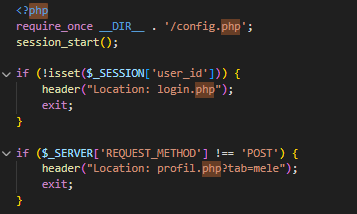 <?php
require_once __DIR__ . '/config.php';
session_start();
if (!isset($_SESSION['user_id'])) {
header("Location: login.php");
exit;
}
if ($_SERVER['REQUEST_METHOD'] !== 'POST') {
header("Location: profil.php?tab=mele");
exit;
}